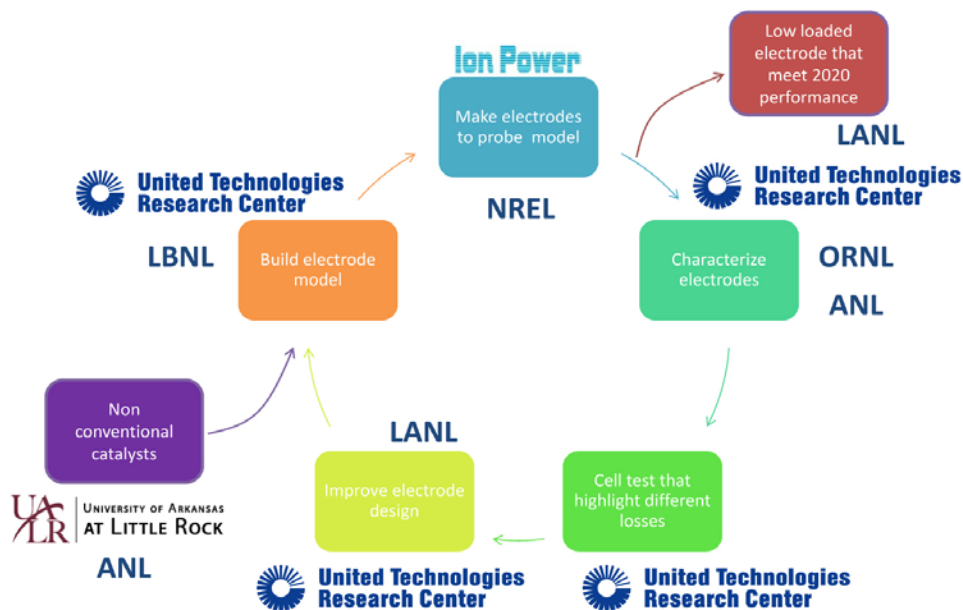 Ion Power
Make electrodes
to probe model
NREL
Low loaded
electrode that
meet 2020
performance
LANL
United Technologies
Research Center
Characterize
electrodes
ORNL
ANL
Cell test that
highlight different
losses
United Technologies
Research Center
LANL
Improve electrode
design
United Technologies
Research Center
United Technologies
Research Center
LBNL
Build electrode
model
Non
conventional
catalysts
UALR
UNIVERSITY OF ARKANSAS
AT LITTLE ROCK
ANL